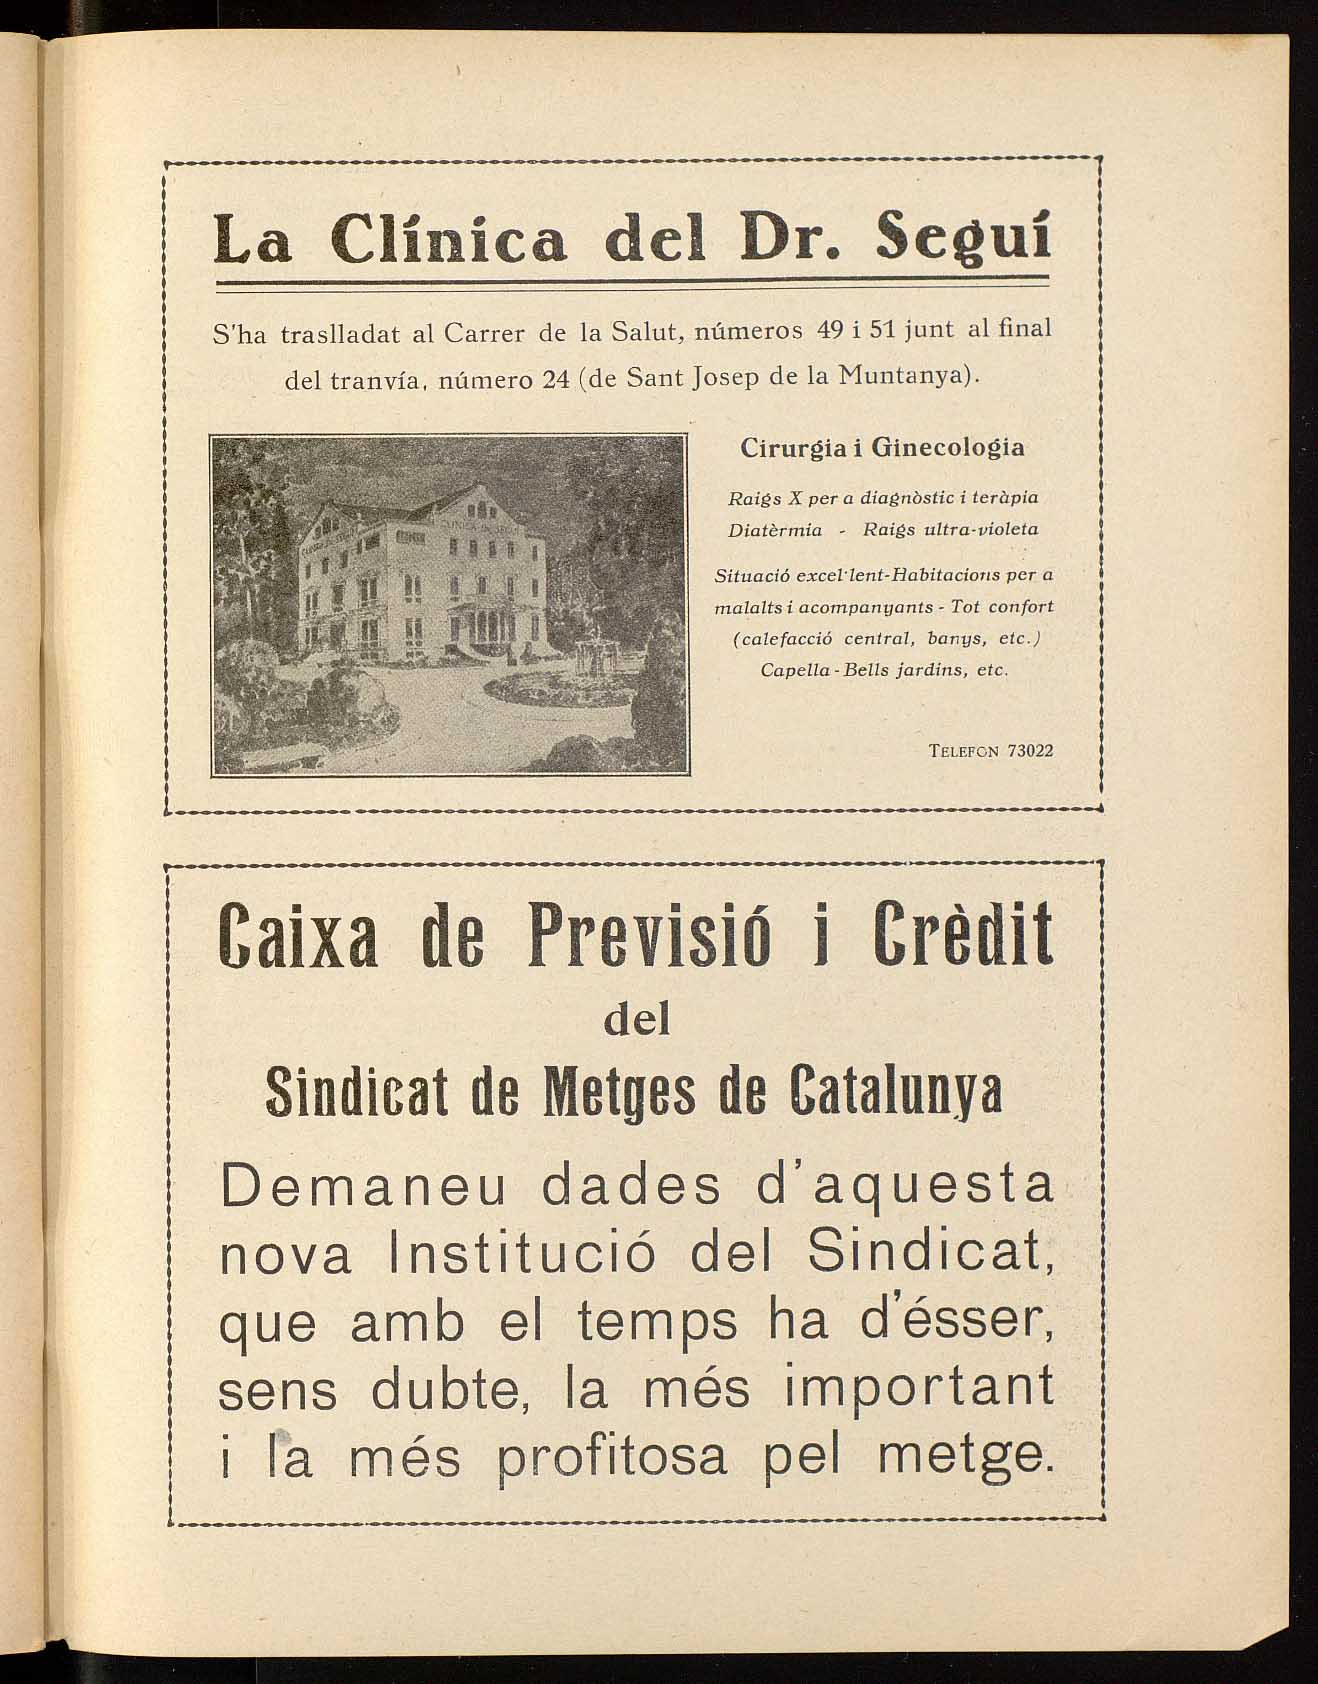 La Clínica del Dr. Seguí
S'ha traslladat al Carrer de la Salut, números 49 i 51 junt al final
del tranvía, número 24 (de Sant Josep de la Muntanya).
Cirurgia i Ginecologia
Raigs X per a diagnòstic i teràpia
Diatèrmia - Raigs ultra-violeta
Situació excel·lent-Habitacions per a
malalts i acompanyants - Tot confort
(calefacció central, banys, etc.)
Capella - Bells jardins, etc.
TELEFON 73022
Caixa de Previsió i Crèdit
del
Sindicat de Metges de Catalunya
Demaneu dades d'aquesta
nova Institució del Sindicat,
que amb el temps ha d'ésser,
sens dubte, la més important
i la més profitosa pel metge.